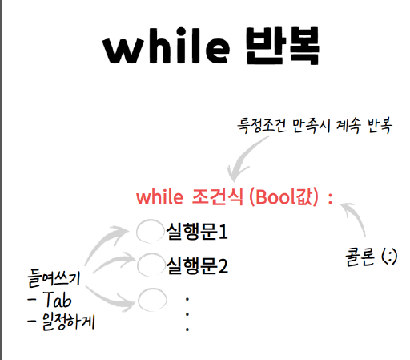 while 반복
특정조건 만족시 계속 반복
while 조건식 (Bool값) :
실행문1
실행문2
콜론 (:)
들여쓰기
- Tab
- 일정하게